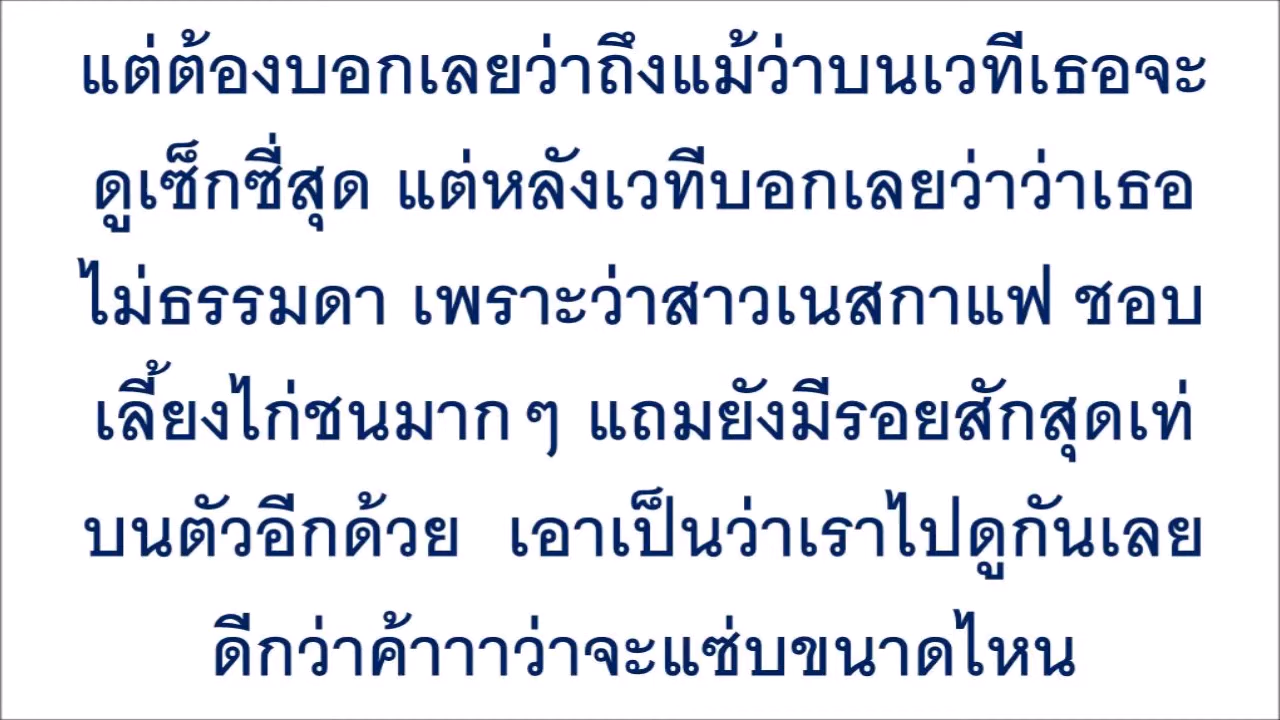 แต่ต้องบอกเลยว่าถึงแม้ว่าบนเวทีเธอจะ
ดูเซ็กซี่สุด แต่หลังเวทีบอกเลยว่าว่าเธอ
ไม่ธรรมดา เพราะว่าสาวเนสกาแฟ ชอบ
เลี้ยงไก่ชนมากๆ แถมยังมีรอยสักสุดเท่
บนตัวอีกด้วย  เอาเป็นว่าเราไปดูกันเลย
ดีกว่าค้าาาว่าจะแซ่บขนาดไหน